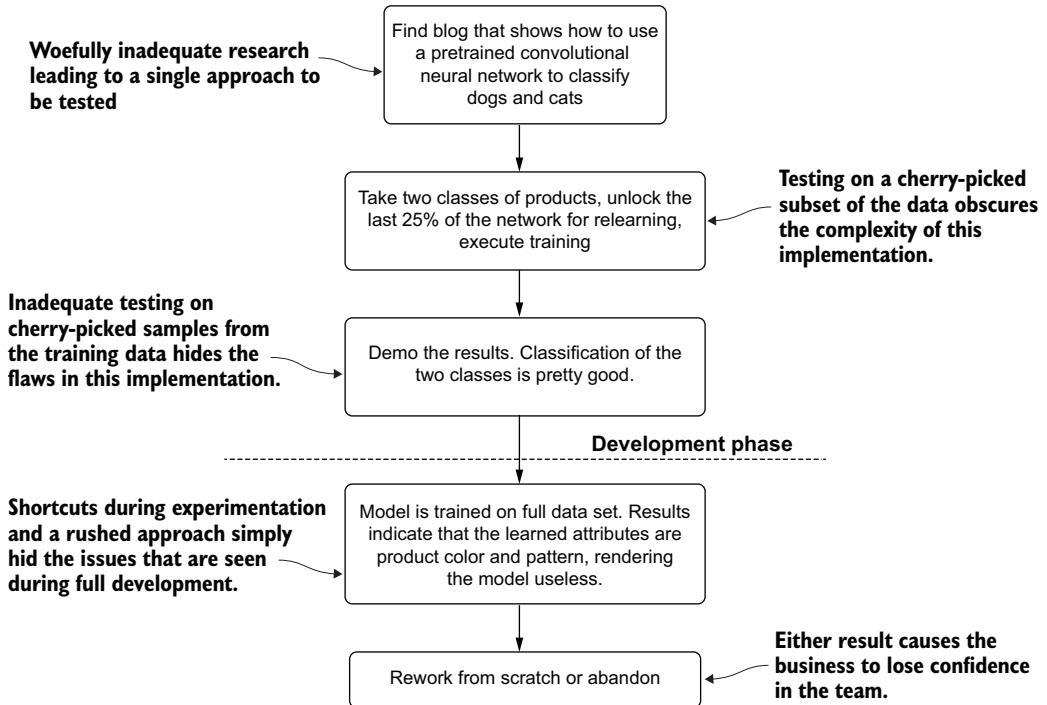 Find blog that shows how to use
a pretrained convolutional
neural network to classify
dogs and cats
Woefully inadequate research
leading to a single approach to
be tested
Take two classes of products, unlock the
last 25% of the network for relearning,
execute training
Testing on a cherry-picked
subset of the data obscures
the complexity of this
implementation.
Inadequate testing on
cherry-picked samples from
the training data hides the
flaws in this implementation.
Demo the results. Classification of the
two classes is pretty good.
Development phase
Shortcuts during experimentation
and a rushed approach simply
hid the issues that are seen
during full development.
Model is trained on full data set. Results
indicate that the learned attributes are
product color and pattern, rendering
the model useless.
Rework from scratch or abandon
Either result causes the
business to lose confidence
in the team.